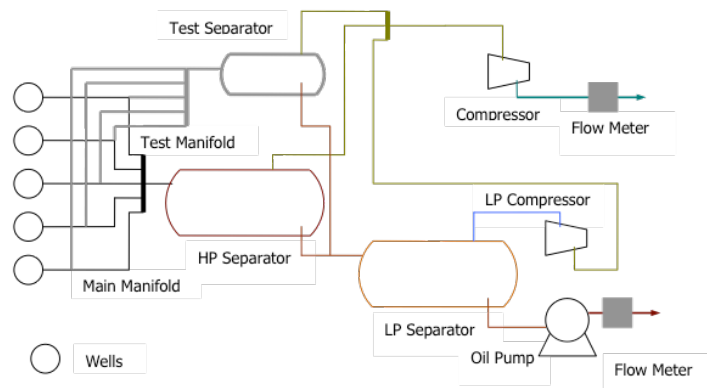 Test Separator
Compressor
Flow Meter
Test Manifold
LP Compressor
HP Separator
Main Manifold
LP Separator
Oil Pump
Wells
Flow Meter